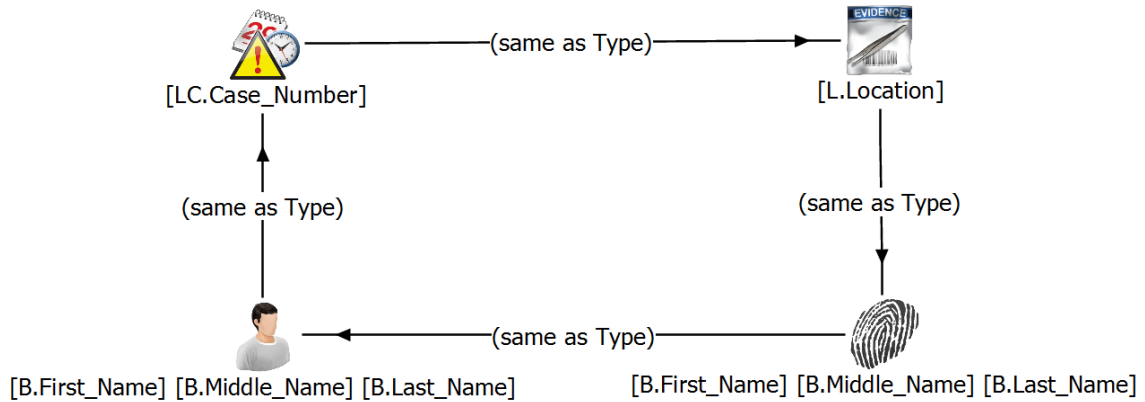 EVIDENCE
(same as Type)
[LC.Case_Number]
[L.Location]
(same as Type)
(same as Type)
(same as Type)
[B.First_Name] [B.Middle_Name] [B.Last_Name]
[B.First_Name] [B.Middle_Name] [B.Last_Name]